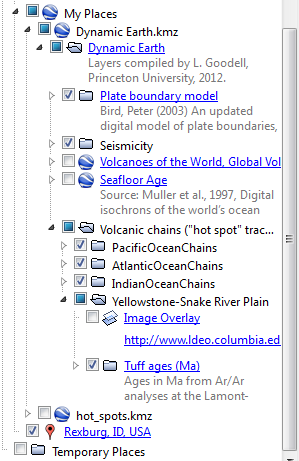 My Places
Dynamic Earth.kmz
Dynamic Earth
Layers compiled by L. Goodell,
Princeton University, 2012.
Plate boundary model
Bird, Peter (2003) An updated
digital model of plate boundaries,
Seismicity
Volcanoes of the World, Global Vol
Seafloor Age
Source: Muller et al., 1997, Digital
isochrons of the world's ocean
Volcanic chains ("hot spot" trac...
PacificOceanChains
AtlanticOceanChains
IndianOceanChains
Yellowstone-Snake River Plain
Image Overlay
http://www.ldeo.columbia.ed
Tuff ages (Ma)
Ages in Ma from Ar/Ar
analyses at the Lamont-
hot_spots.kmz
Rexburg, ID, USA
Temporary Places